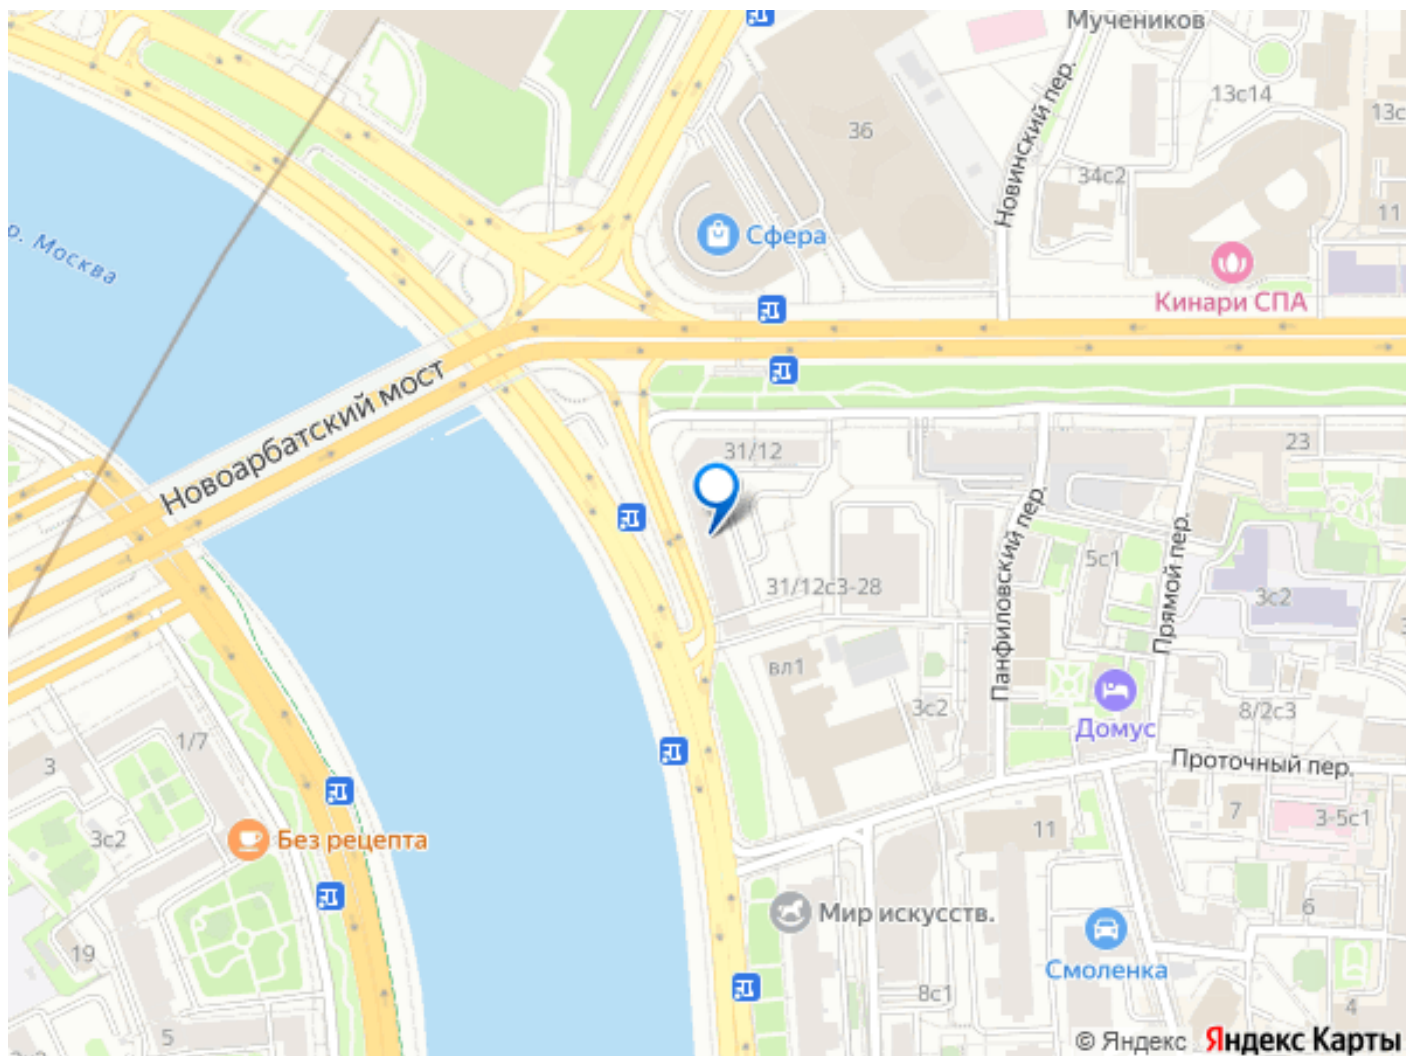 Мучеников
13с14
13с
36
Новинский пер.
34с2
11
р. Москва
Сфера
Кинари СПА
Новоарбатский мост
31/12
23
Панфиловский пер.
Прямой пер.
5с1
31/12с3-28
3с2
вл1
3с2
Домус
8/2с3
1/7
3
Проточный пер.
7
3-5с1
3с2
Без рецепта
11
Мир искусств.
6
19
Смоленка
8с1
4
5
© Яндекс Яндекс Карты